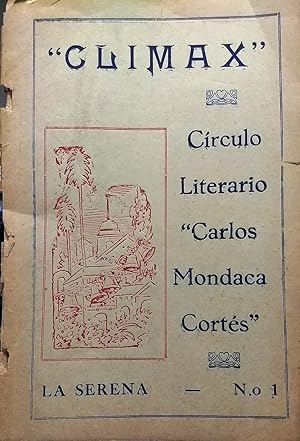 "CLIMAX"
Círculo
Literario
"Carlos
Mondaca
Cortés"
LA SERENA — N.o 1